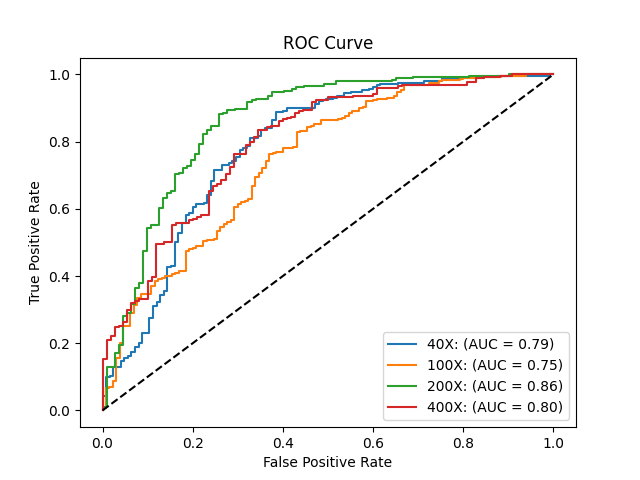 ROC Curve
True Positive Rate
1.0
0.8
0.6
0.4
0.2
0.0
0.0 0.2 0.4 0.6 0.8 1.0
False Positive Rate
40X: (AUC = 0.79)
100X: (AUC = 0.75)
200X: (AUC = 0.86)
400X: (AUC = 0.80)